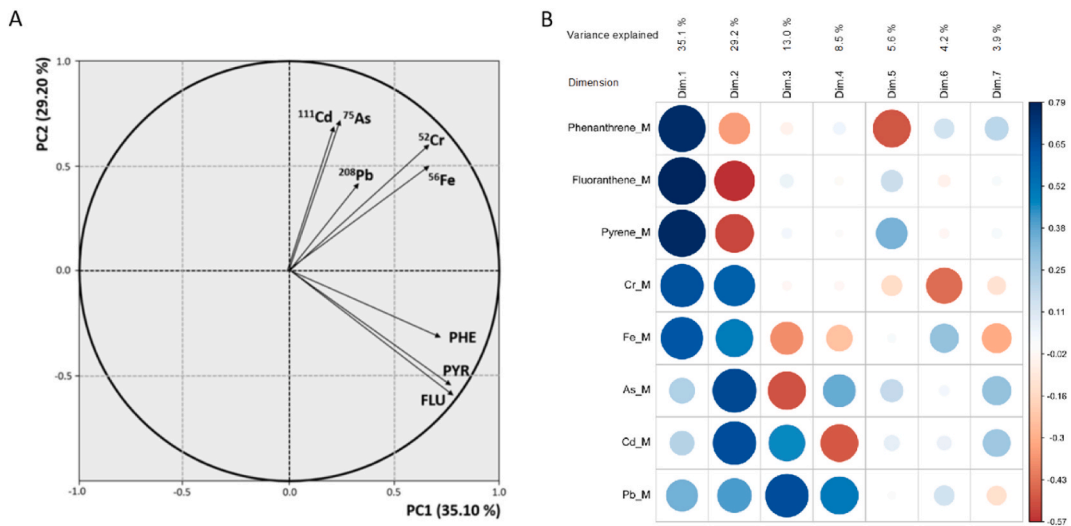 A
PC2 (29.20 %)
1.0
0.5
0.0
-0.5
-1.0
-0.5
0.0
0.5
1.0
PC1 (35.10 %)
111Cd
75As
52Cr
56Fe
208Pb
PHE
PYR
FLU
B
Variance explained
35.1 %
29.2 %
13.0 %
8.5 %
5.6 %
4.2 %
3.9 %
Dimension
Dim.1
Dim.2
Dim.3
Dim.4
Dim.5
Dim.6
Dim.7
Phenanthrene_M
Fluoranthene_M
Pyrene_M
Cr_M
Fe_M
As_M
Cd_M
Pb_M
0.79
0.65
0.52
0.38
0.25
0.11
-0.02
-0.16
-0.3
-0.43
-0.57